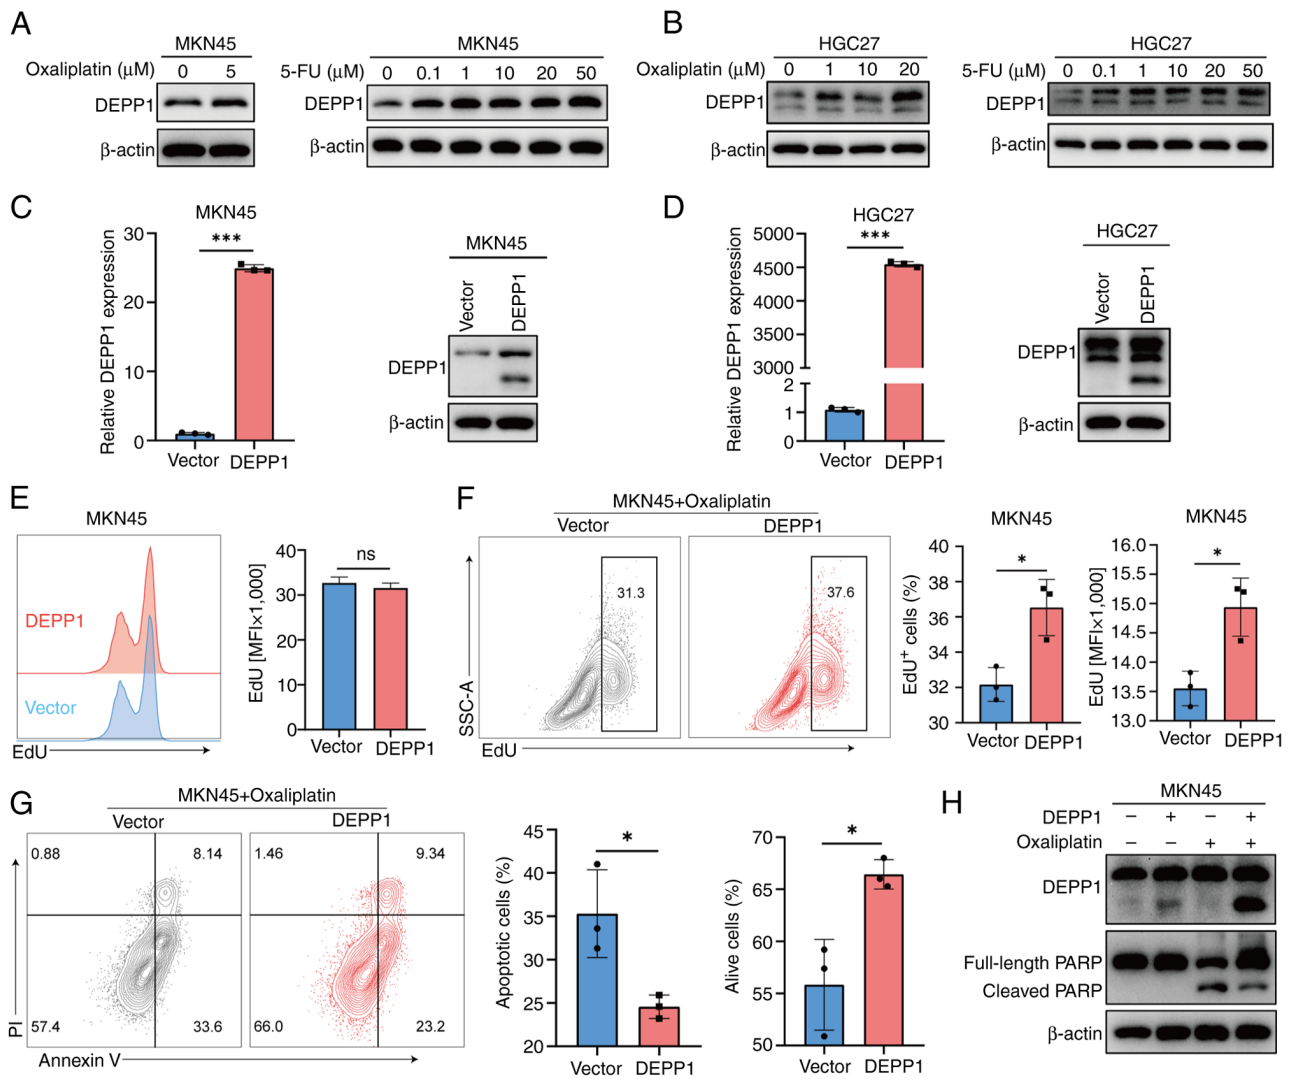 A
MKN45
Oxaliplatin (μM) 0 5
DEPP1
β-actin
MKN45
5-FU (μM) 0 0.1 1 10 20 50
DEPP1
β-actin
B
HGC27
Oxaliplatin (μM) 0 1 10 20
DEPP1
β-actin
HGC27
5-FU (μM) 0 0.1 1 10 20 50
DEPP1
β-actin
C
MKN45
Relative DEPP1 expression
30
20
10
0
***
Vector DEPP1
MKN45
Vector DEPP1
DEPP1
β-actin
D
HGC27
Relative DEPP1 expression
5000
4500
4000
3500
3000
2
1
0
***
Vector DEPP1
HGC27
Vector DEPP1
DEPP1
β-actin
E
MKN45
DEPP1
Vector
EdU
EdU [MFI×1,000]
40
30
20
10
0
ns
Vector DEPP1
F
MKN45+Oxaliplatin
Vector DEPP1
31.3 37.6
SSC-A
EdU
MKN45
EdU+ cells (%)
40
38
36
34
32
30
*
Vector DEPP1
MKN45
EdU [MFI×1,000]
16.0
15.5
15.0
14.5
14.0
13.5
13.0
*
Vector DEPP1
G
MKN45+Oxaliplatin
Vector DEPP1
0.88 8.14 1.46 9.34
57.4 33.6 66.0 23.2
PI
Annexin V
Apoptotic cells (%)
45
40
35
30
25
20
*
Vector DEPP1
Alive cells (%)
70
65
60
55
50
*
Vector DEPP1
H
MKN45
DEPP1 − + − +
Oxaliplatin − − + +
DEPP1
Full-length PARP
Cleaved PARP
β-actin